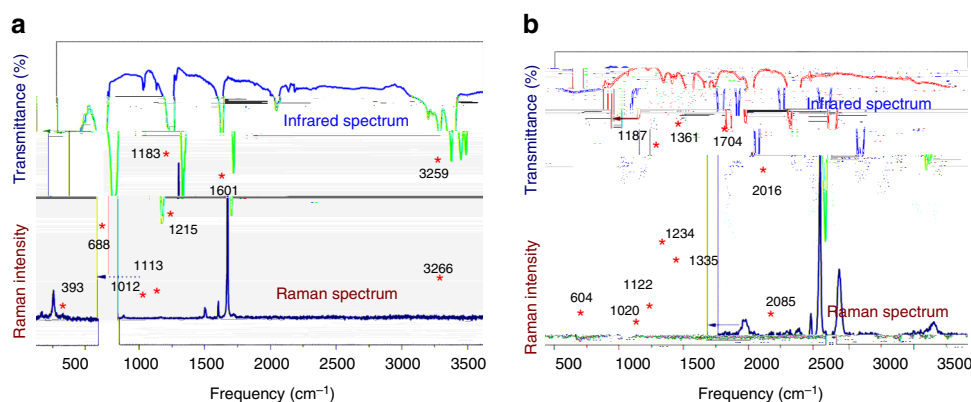 a
Transmittance (%)
Raman intensity
Infrared spectrum
1183
3259
1601
688
1215
1113
1012
393
3266
Raman spectrum
500 1000 1500 2000 2500 3000 3500
Frequency (cm⁻¹)
b
Transmittance (%)
Raman intensity
Infrared spectrum
1187
1361
1704
2016
1234
1335
1122
604
1020
2085
Raman spectrum
500 1000 1500 2000 2500 3000 3500
Frequency (cm⁻¹)